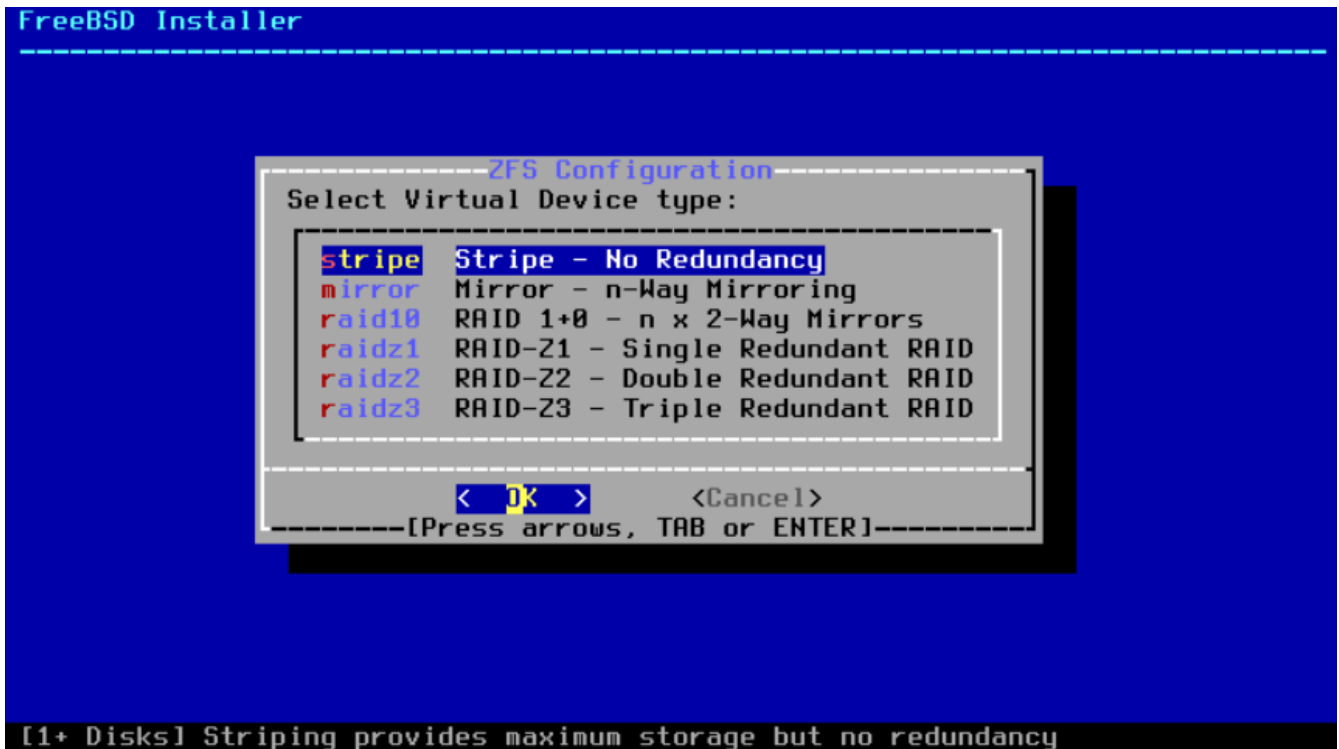 FreeBSD Installer
ZFS Configuration
Select Virtual Device type:
stripe Stripe - No Redundancy
mirror Mirror - n-Way Mirroring
raid10 RAID 1+0 - n x 2-Way Mirrors
raidz1 RAID-Z1 - Single Redundant RAID
raidz2 RAID-Z2 - Double Redundant RAID
raidz3 RAID-Z3 - Triple Redundant RAID
< OK > <Cancel>
[Press arrows, TAB or ENTER]
[1+ Disks] Striping provides maximum storage but no redundancy